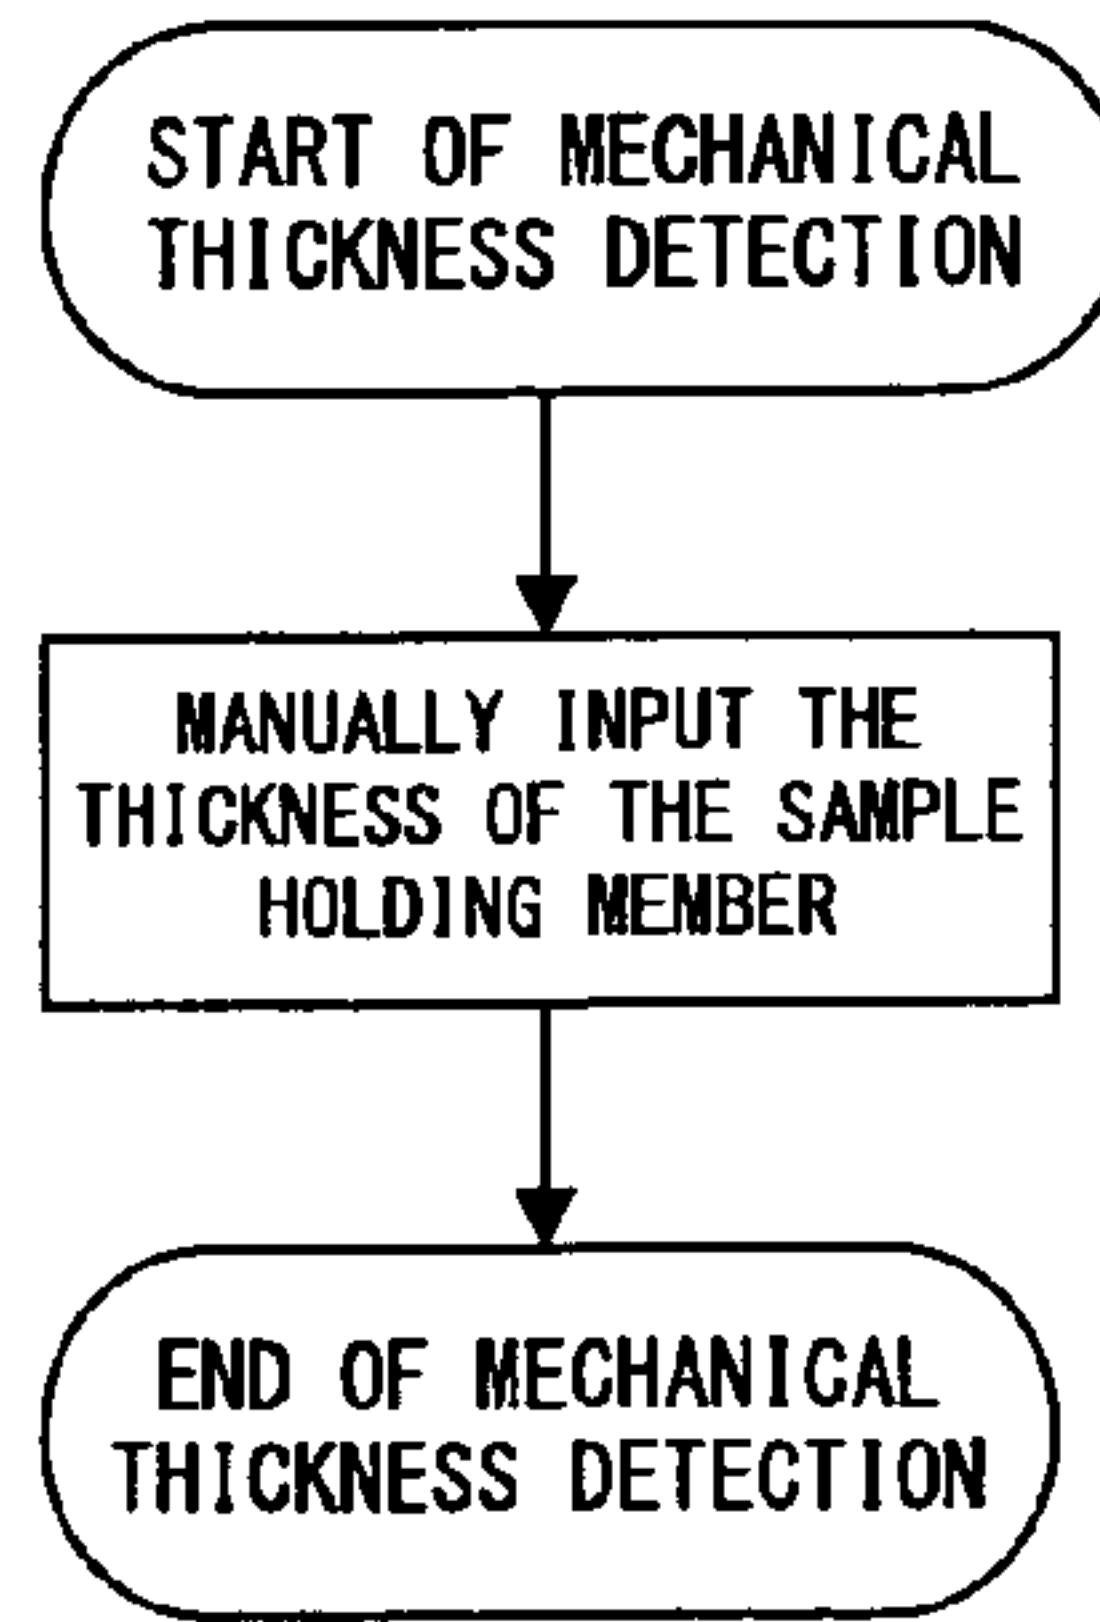 START OF MECHANICAL
THICKNESS DETECTION
MANUALLY INPUT THE
THICKNESS OF THE SAMPLE
HOLDING MEMBER
END OF MECHANICAL
THICKNESS DETECTION